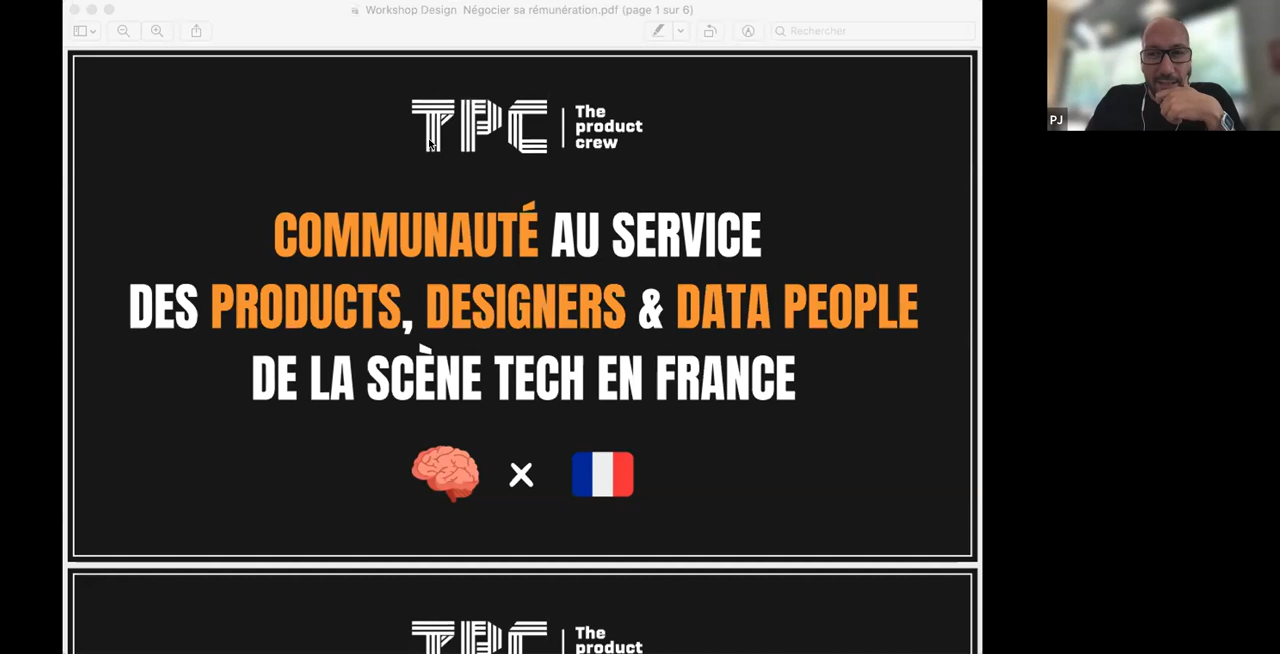 Workshop Design Négocier sa rémunération.pdf (page 1 sur 6)
Rechercher
TPC
The
product
crew
COMMUNAUTÉ AU SERVICE
DES PRODUCTS, DESIGNERS & DATA PEOPLE
DE LA SCÈNE TECH EN FRANCE
TPC
The
product
PJ